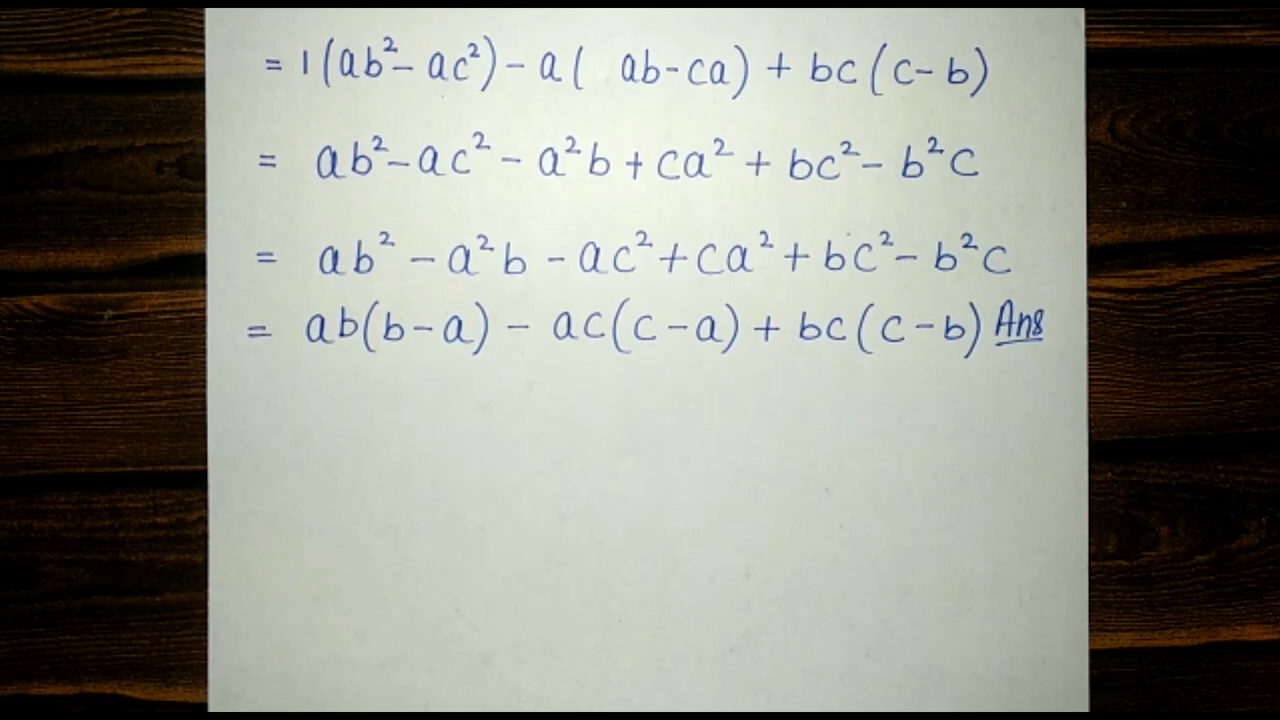 = 1(ab²- ac²) - a( ab-ca) + bc(c-b)
= ab²-ac² - a²b + ca² + bc² - b²c
= ab² - a²b - ac² + ca² + bc² - b²c
= ab(b-a) - ac(c-a) + bc(c-b) Ans